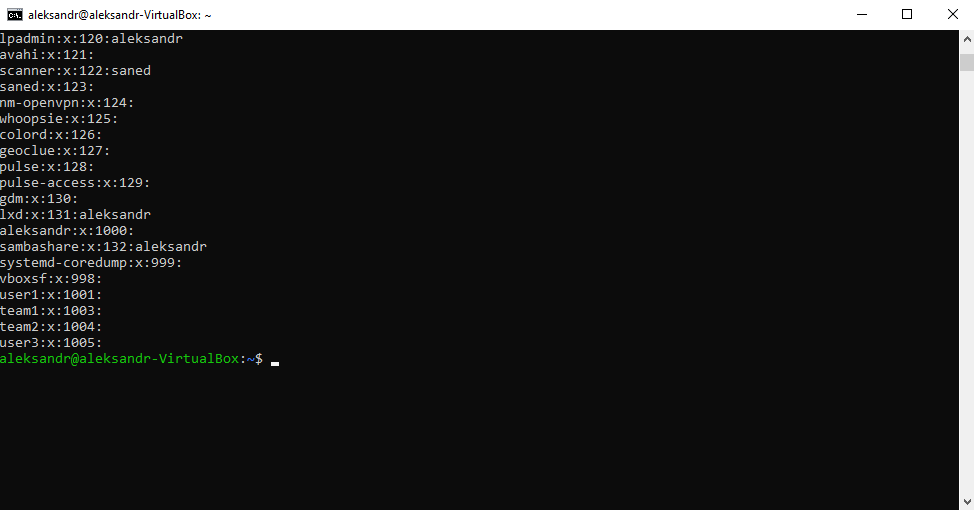 aleksandr@aleksandr-VirtualBox: ~
lpadmin:x:120:aleksandr
avahi:x:121:
scanner:x:122:saned
saned:x:123:
nm-openvpn:x:124:
whoopsie:x:125:
colord:x:126:
geoclue:x:127:
pulse:x:128:
pulse-access:x:129:
gdm:x:130:
lxd:x:131:aleksandr
aleksandr:x:1000:
sambashare:x:132:aleksandr
systemd-coredump:x:999:
vboxsf:x:998:
user1:x:1001:
team1:x:1003:
team2:x:1004:
user3:x:1005:
aleksandr@aleksandr-VirtualBox:~$